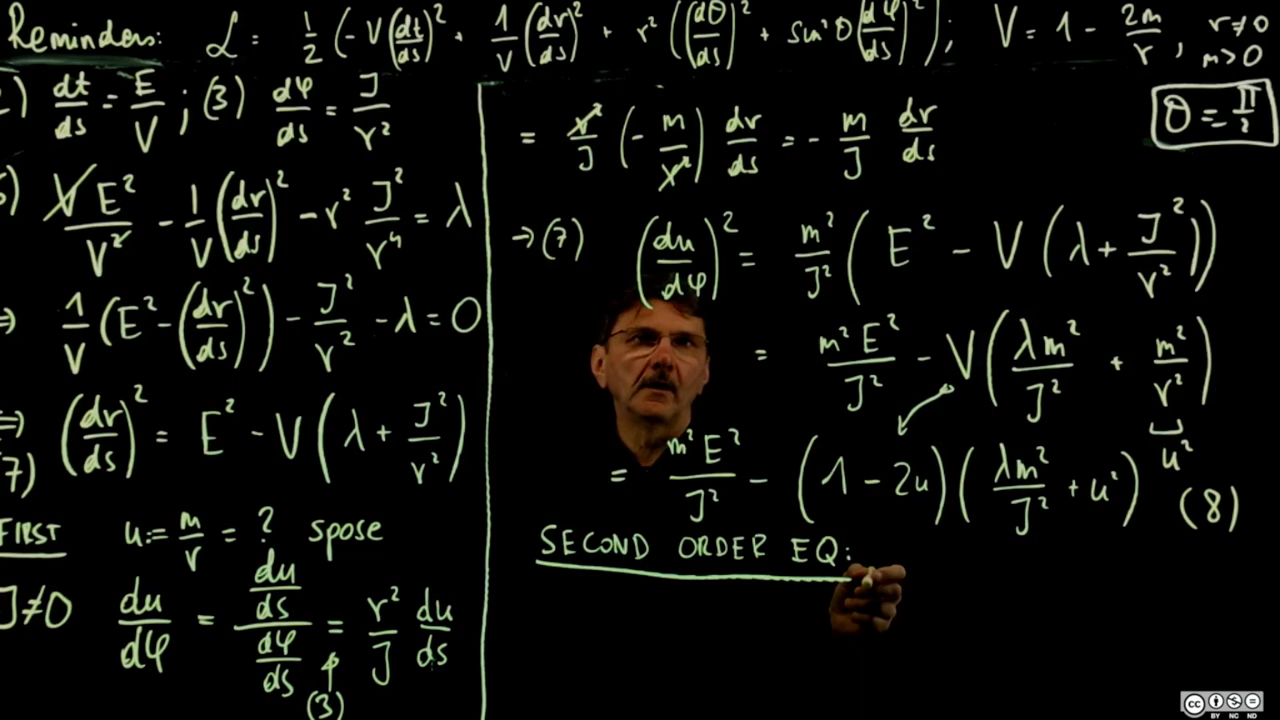 Reminders: ℒ = 1/2 (-V(dt/ds)² + 1/V (dr/ds)² + r² ((dθ/ds)² + sin²θ (dφ/ds)²)); V = 1 - 2m/r, r≠0
m>0
) dt/ds = E/V ; (3) dφ/ds = J/r²
) V E²/V² - 1/V (dr/ds)² - r² J²/r⁴ = λ
⇒ 1/V (E² - (dr/ds)²) - J²/r² - λ = 0
⇔ (dr/ds)² = E² - V (λ + J²/r²)
7)
FIRST u := m/r = ? spose
J≠0 du/dφ = (du/ds)/(dφ/ds) = r²/J du/ds
(3)
θ = π/2
= r²/J (- m/r²) dr/ds = - m/J dr/ds
→ (7) (du/dφ)² = m²/J² (E² - V (λ + J²/r²))
= m²E²/J² - V (λm²/J² + m²/r²)
u²
= m²E²/J² - (1 - 2u) (λm²/J² + u²) (8)
SECOND ORDER EQ:
cc
BY NC ND